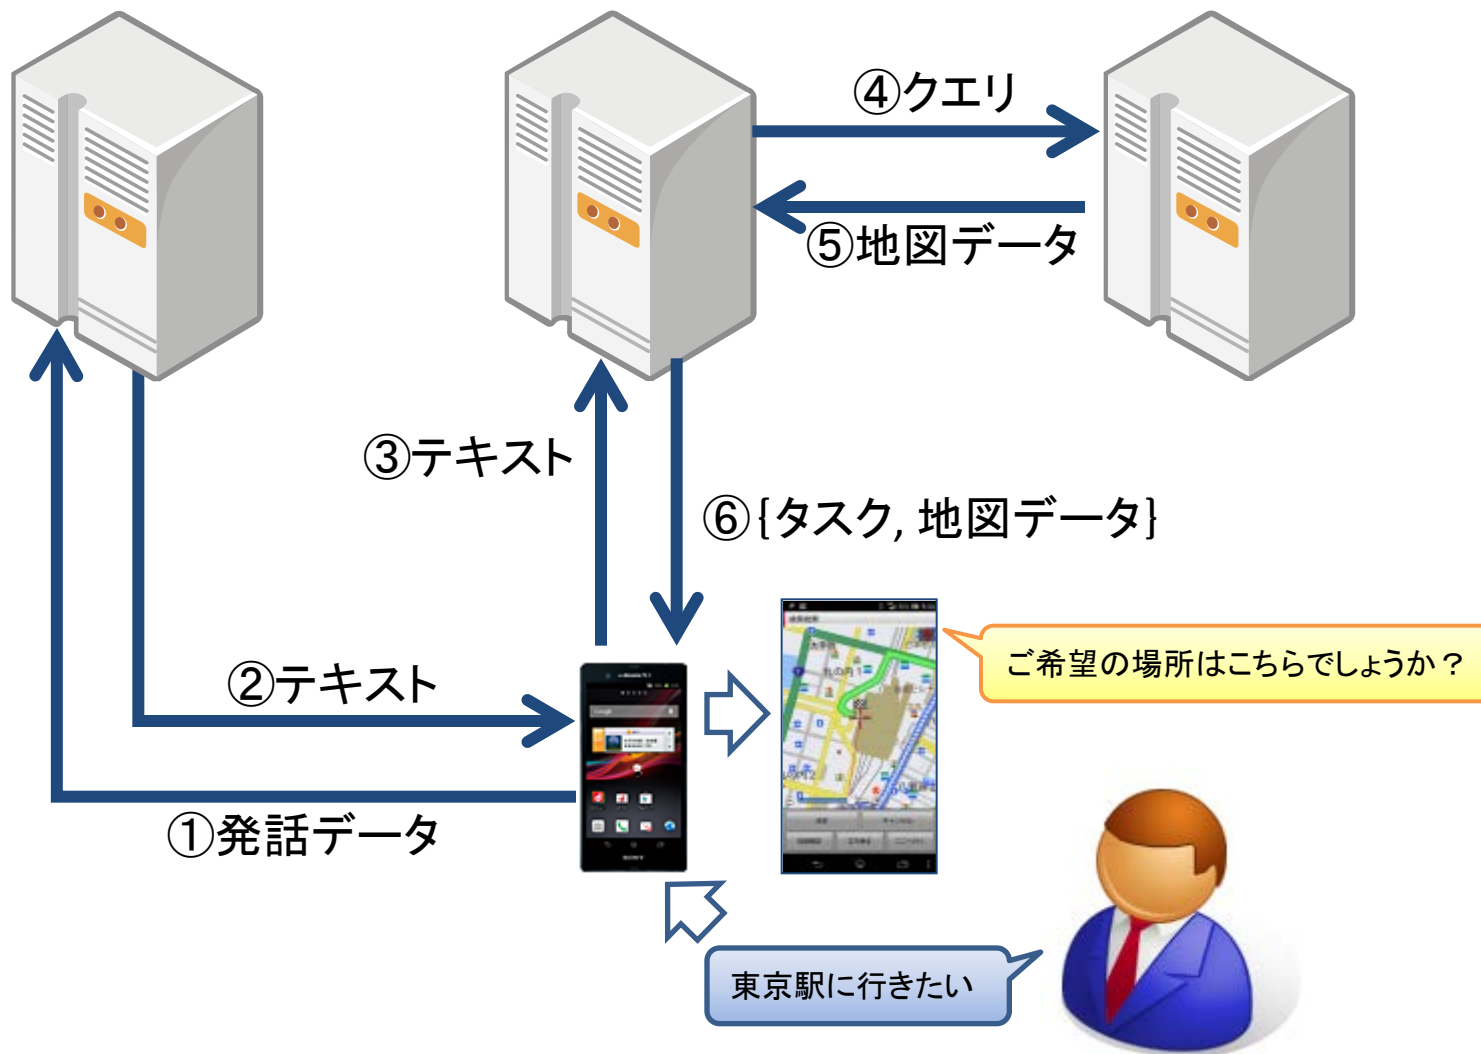 ④クエリ
⑤地図データ
③テキスト
⑥{タスク, 地図データ}
②テキスト
ご希望の場所はこちらでしょうか？
①発話データ
Google
SONY
東京駅に行きたい